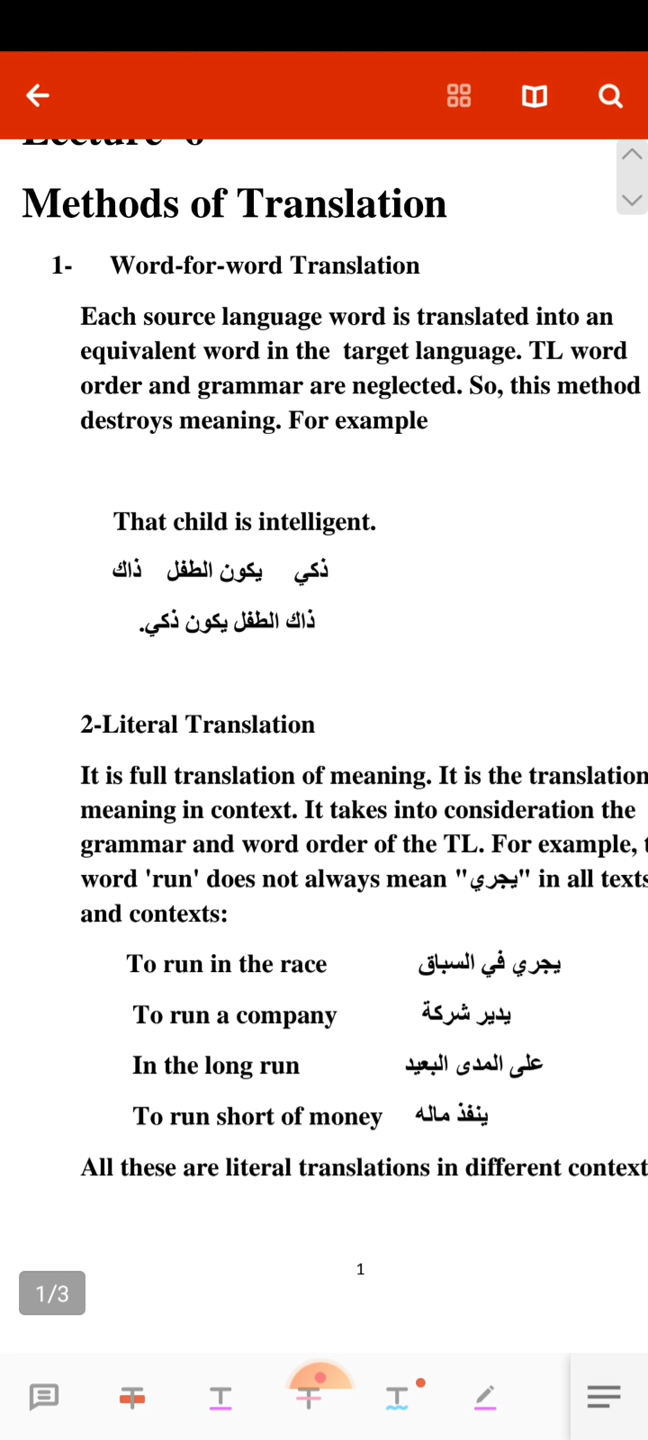 Methods of Translation
1- Word-for-word Translation
Each source language word is translated into an
equivalent word in the target language. TL word
order and grammar are neglected. So, this method
destroys meaning. For example
That child is intelligent.
ذاك الطفل يكون ذكي
ذاك الطفل يكون ذكي.
2-Literal Translation
It is full translation of meaning. It is the translation
meaning in context. It takes into consideration the
grammar and word order of the TL. For example,
word 'run' does not always mean "يجري" in all texts
and contexts:
To run in the race يجري في السباق
To run a company يدير شركة
In the long run على المدى البعيد
To run short of money ينفذ ماله
All these are literal translations in different context
1
1/3